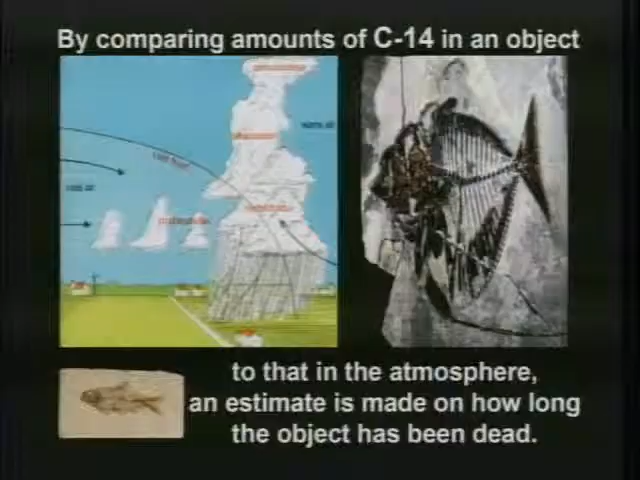 By comparing amounts of C-14 in an object
to that in the atmosphere,
an estimate is made on how long
the object has been dead.